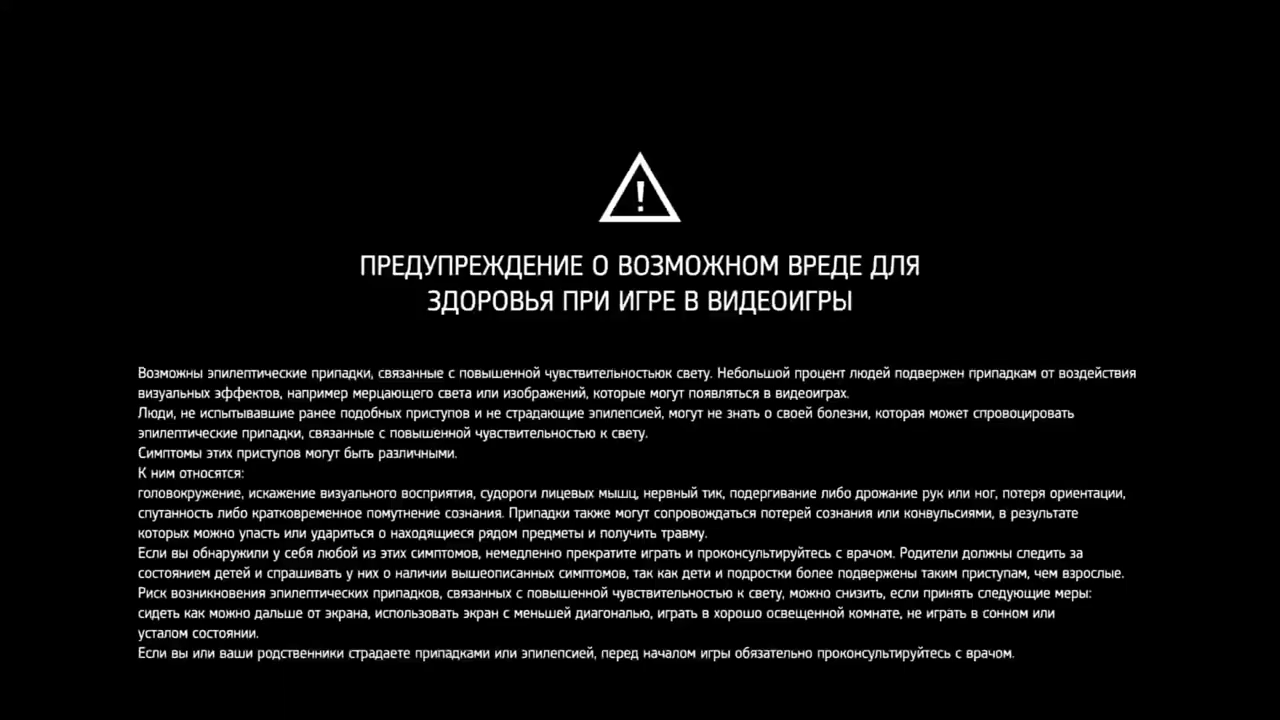 ПРЕДУПРЕЖДЕНИЕ О ВОЗМОЖНОМ ВРЕДЕ ДЛЯ
ЗДОРОВЬЯ ПРИ ИГРЕ В ВИДЕОИГРЫ
Возможны эпилептические припадки, связанные с повышенной чувствительностьюк свету. Небольшой процент людей подвержен припадкам от воздействия
визуальных эффектов, например мерцающего света или изображений, которые могут появляться в видеоиграх.
Люди, не испытывавшие ранее подобных приступов и не страдающие эпилепсией, могут не знать о своей болезни, которая может спровоцировать
эпилептические припадки, связанные с повышенной чувствительностью к свету.
Симптомы этих приступов могут быть различными.
К ним относятся:
головокружение, искажение визуального восприятия, судороги лицевых мышц, нервный тик, подергивание либо дрожание рук или ног, потеря ориентации,
спутанность либо кратковременное помутнение сознания. Припадки также могут сопровождаться потерей сознания или конвульсиями, в результате
которых можно упасть или удариться о находящиеся рядом предметы и получить травму.
Если вы обнаружили у себя любой из этих симптомов, немедленно прекратите играть и проконсультируйтесь с врачом. Родители должны следить за
состоянием детей и спрашивать у них о наличии вышеописанных симптомов, так как дети и подростки более подвержены таким приступам, чем взрослые.
Риск возникновения эпилептических припадков, связанных с повышенной чувствительностью к свету, можно снизить, если принять следующие меры:
сидеть как можно дальше от экрана, использовать экран с меньшей диагональю, играть в хорошо освещенной комнате, не играть в сонном или
усталом состоянии.
Если вы или ваши родственники страдаете припадками или эпилепсией, перед началом игры обязательно проконсультируйтесь с врачом.